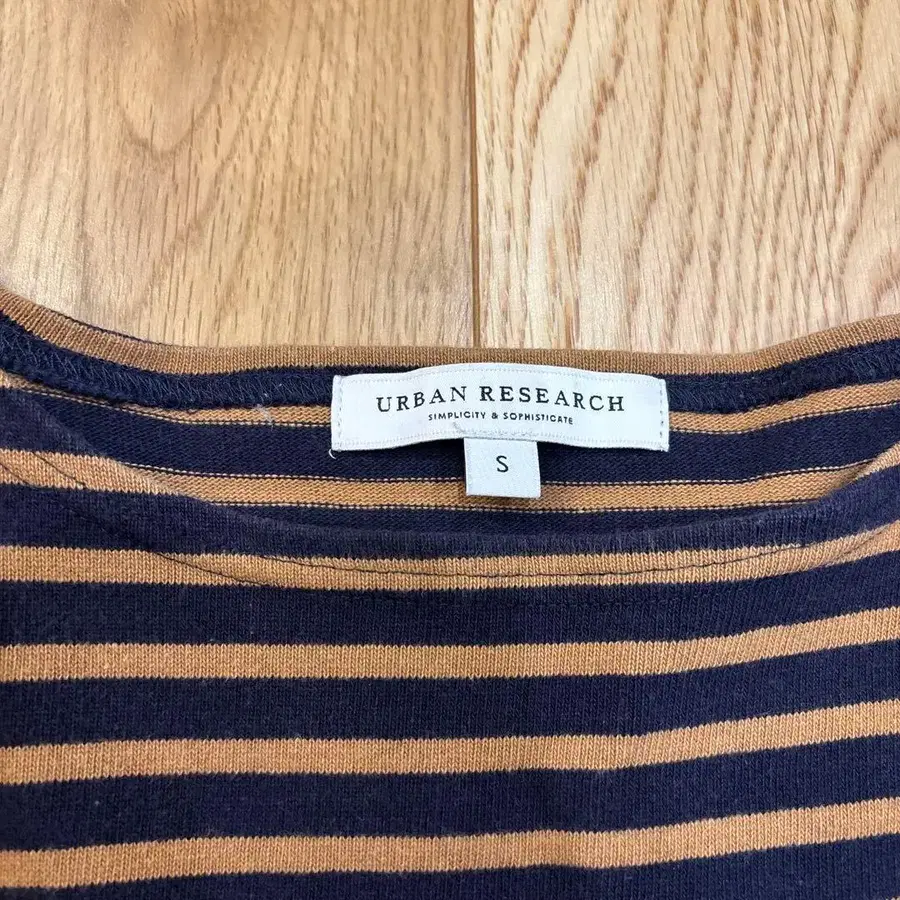 URBAN RESEARCH
SIMPLICITY & SOPHISTICATE
S